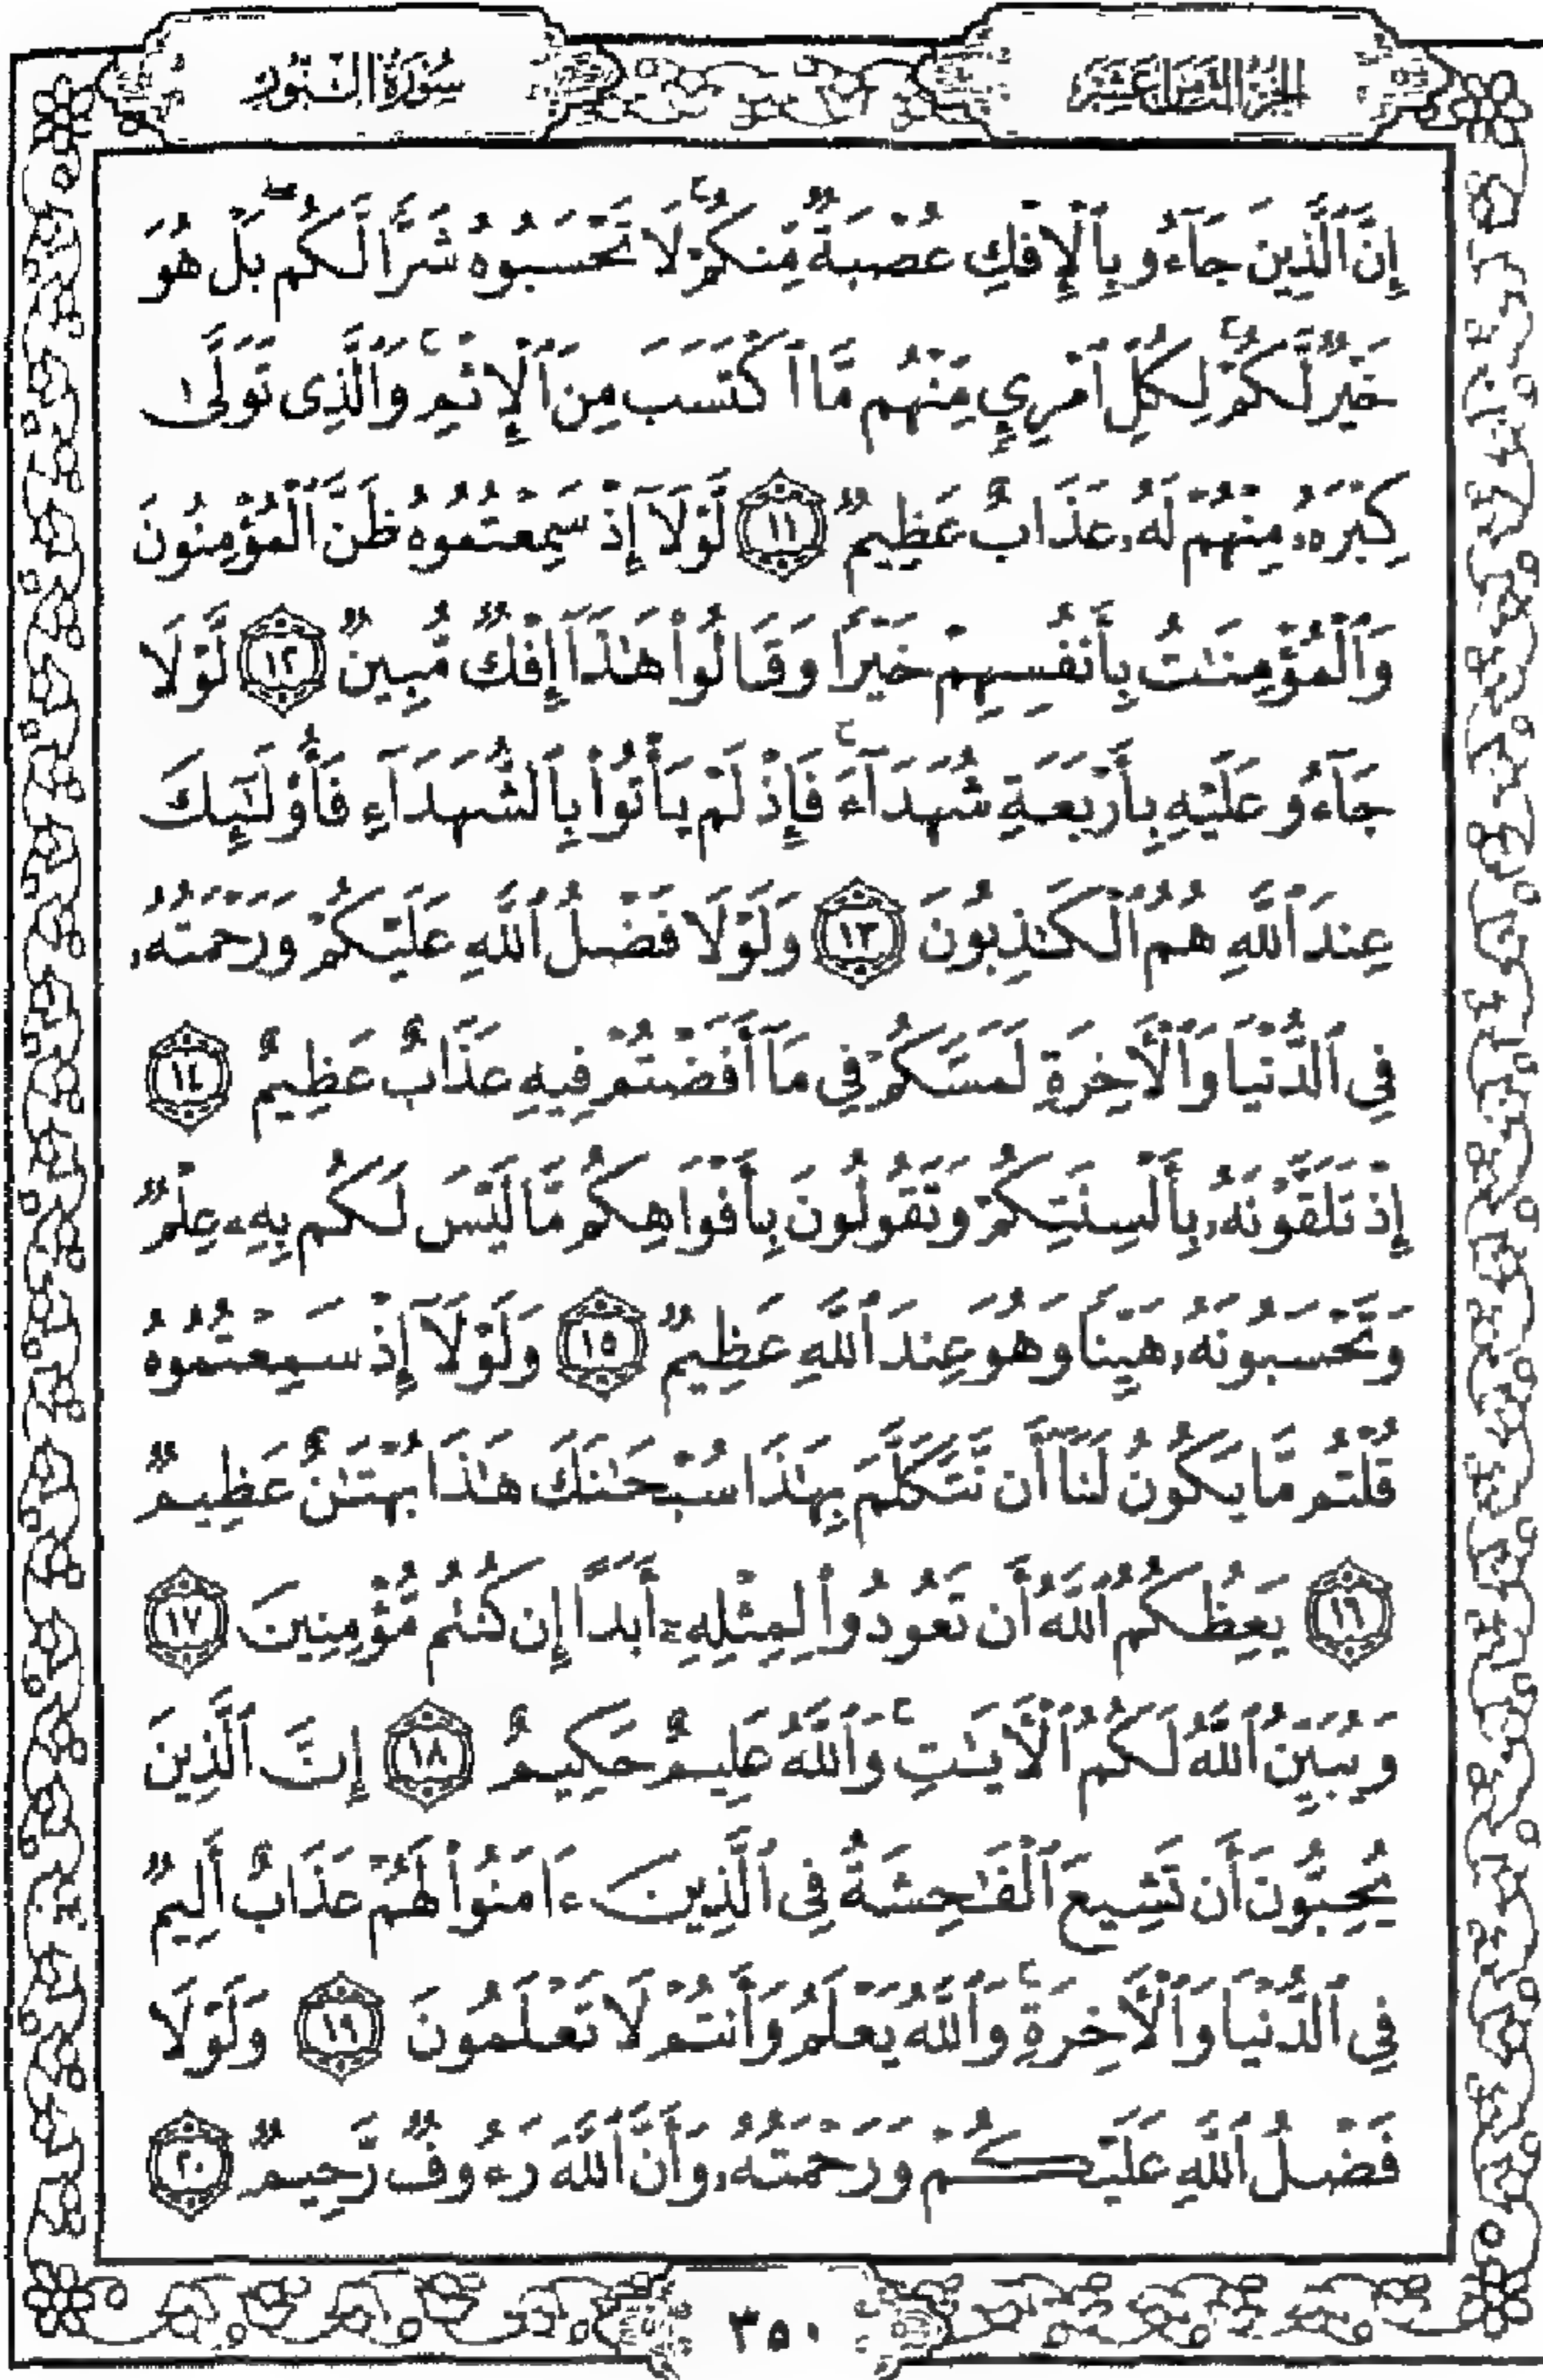 الجزء الثامن عشر
سورة النور
إِنَّ ٱلَّذِينَ جَآءُو بِٱلْإِفْكِ عُصْبَةٌ مِّنكُمْ ۚ لَا تَحْسَبُوهُ شَرًّا لَّكُم ۖ بَلْ هُوَ
خَيْرٌ لَّكُمْ ۚ لِكُلِّ ٱمْرِئٍ مِّنْهُم مَّا ٱكْتَسَبَ مِنَ ٱلْإِثْمِ ۚ وَٱلَّذِى تَوَلَّىٰ
كِبْرَهُۥ مِنْهُمْ لَهُۥ عَذَابٌ عَظِيمٌ ١١ لَّوْلَآ إِذْ سَمِعْتُمُوهُ ظَنَّ ٱلْمُؤْمِنُونَ
وَٱلْمُؤْمِنَٰتُ بِأَنفُسِهِمْ خَيْرًا وَقَالُوا۟ هَٰذَآ إِفْكٌ مُّبِينٌ ١٢ لَّوْلَا
جَآءُو عَلَيْهِ بِأَرْبَعَةِ شُهَدَآءَ ۚ فَإِذْ لَمْ يَأْتُوا۟ بِٱلشُّهَدَآءِ فَأُو۟لَٰٓئِكَ
عِندَ ٱللَّهِ هُمُ ٱلْكَٰذِبُونَ ١٣ وَلَوْلَا فَضْلُ ٱللَّهِ عَلَيْكُمْ وَرَحْمَتُهُۥ
فِى ٱلدُّنْيَا وَٱلْءَاخِرَةِ لَمَسَّكُمْ فِى مَآ أَفَضْتُمْ فِيهِ عَذَابٌ عَظِيمٌ ١٤
إِذْ تَلَقَّوْنَهُۥ بِأَلْسِنَتِكُمْ وَتَقُولُونَ بِأَفْوَاهِكُم مَّا لَيْسَ لَكُم بِهِۦ عِلْمٌ
وَتَحْسَبُونَهُۥ هَيِّنًا وَهُوَ عِندَ ٱللَّهِ عَظِيمٌ ١٥ وَلَوْلَآ إِذْ سَمِعْتُمُوهُ
قُلْتُم مَّا يَكُونُ لَنَآ أَن نَّتَكَلَّمَ بِهَٰذَا سُبْحَٰنَكَ هَٰذَا بُهْتَٰنٌ عَظِيمٌ
١٦ يَعِظُكُمُ ٱللَّهُ أَن تَعُودُوا۟ لِمِثْلِهِۦٓ أَبَدًا إِن كُنتُم مُّؤْمِنِينَ ١٧
وَيُبَيِّنُ ٱللَّهُ لَكُمُ ٱلْءَايَٰتِ ۚ وَٱللَّهُ عَلِيمٌ حَكِيمٌ ١٨ إِنَّ ٱلَّذِينَ
يُحِبُّونَ أَن تَشِيعَ ٱلْفَٰحِشَةُ فِى ٱلَّذِينَ ءَامَنُوا۟ لَهُمْ عَذَابٌ أَلِيمٌ
فِى ٱلدُّنْيَا وَٱلْءَاخِرَةِ ۚ وَٱللَّهُ يَعْلَمُ وَأَنتُمْ لَا تَعْلَمُونَ ١٩ وَلَوْلَا
فَضْلُ ٱللَّهِ عَلَيْكُمْ وَرَحْمَتُهُۥ وَأَنَّ ٱللَّهَ رَءُوفٌ رَّحِيمٌ ٢٠
٣٥٠